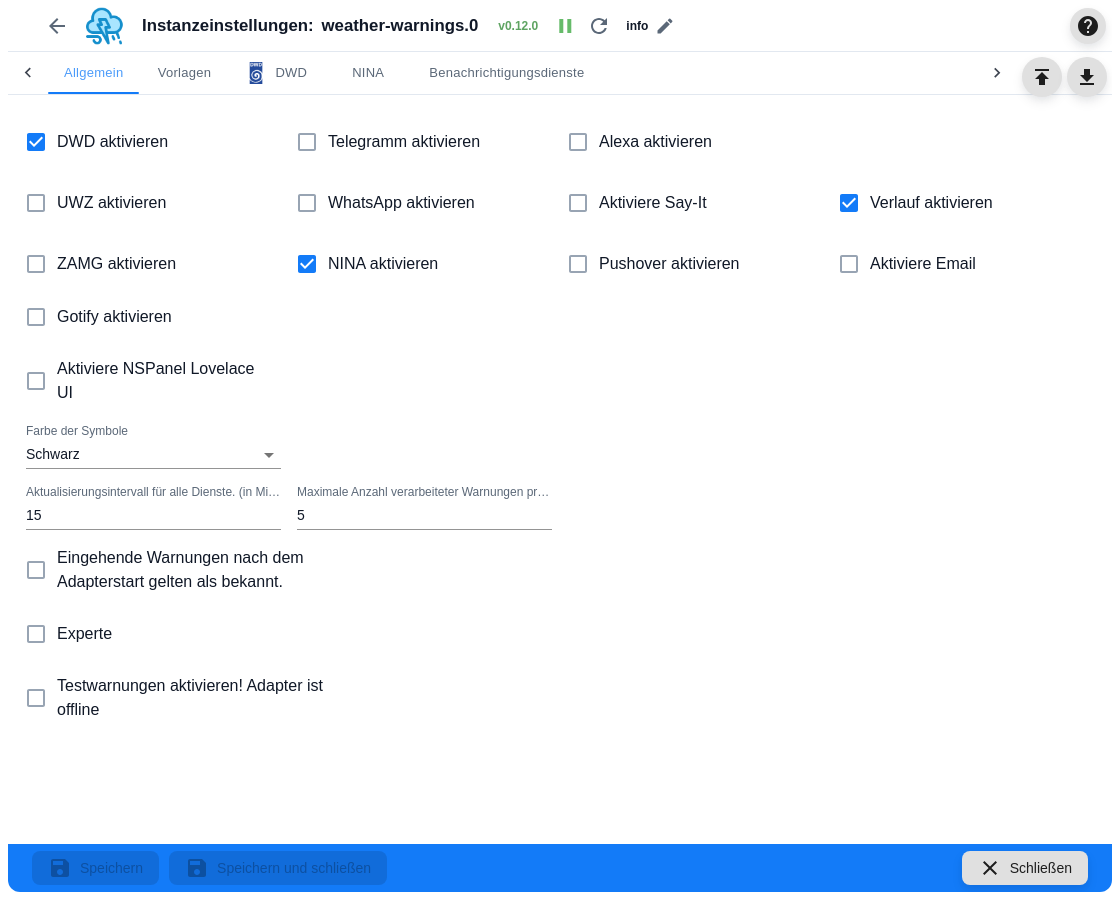 Instanzeinstellungen: weather-warnings.0 v0.12.0 info
Allgemein Vorlagen DWD DWD NINA Benachrichtigungsdienste
DWD aktivieren Telegramm aktivieren Alexa aktivieren
UWZ aktivieren WhatsApp aktivieren Aktiviere Say-It Verlauf aktivieren
ZAMG aktivieren NINA aktivieren Pushover aktivieren Aktiviere Email
Gotify aktivieren
Aktiviere NSPanel Lovelace
UI
Farbe der Symbole
Schwarz
Aktualisierungsintervall für alle Dienste. (in Mi… Maximale Anzahl verarbeiteter Warnungen pr…
15 5
Eingehende Warnungen nach dem
Adapterstart gelten als bekannt.
Experte
Testwarnungen aktivieren! Adapter ist
offline
Speichern Speichern und schließen Schließen